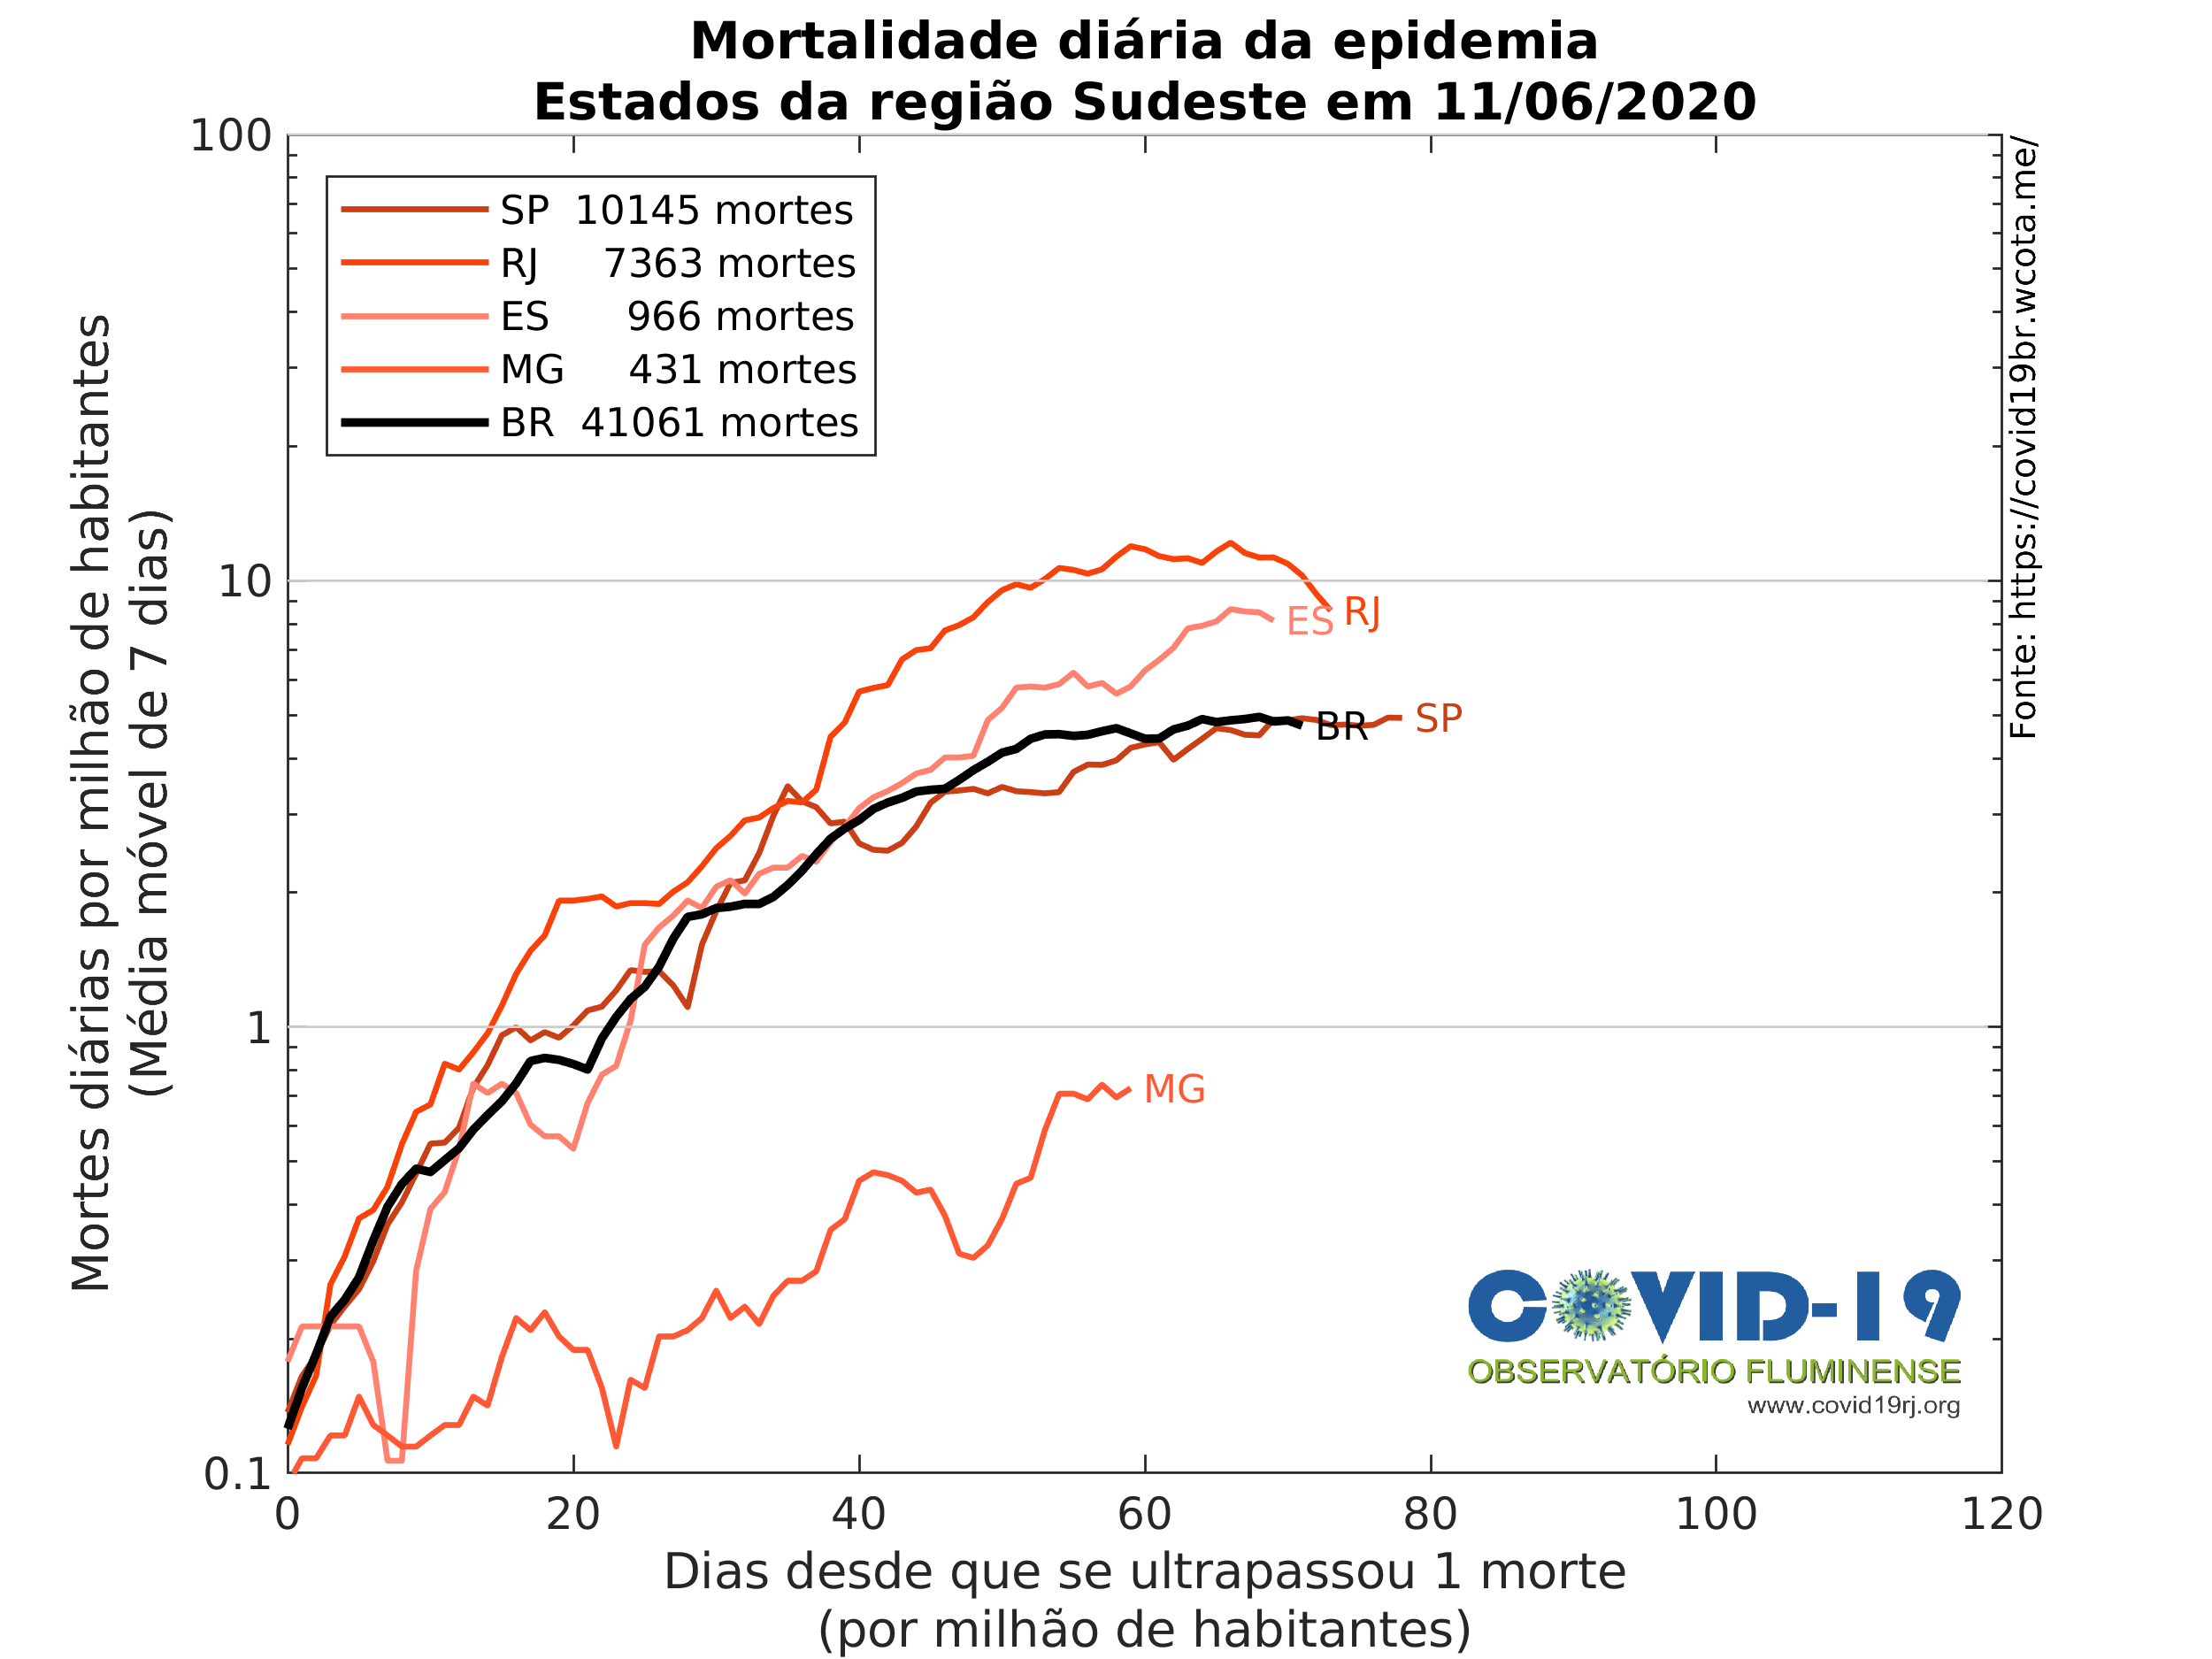 Mortalidade diária da epidemia
Estados da região Sudeste em 11/06/2020
100
10
1
0.1
Mortes diárias por milhão de habitantes
(Média móvel de 7 dias)
SP 10145 mortes
RJ 7363 mortes
ES 966 mortes
MG 431 mortes
BR 41061 mortes
Fonte: https://covid19br.wcota.me/
RJ
ES
SP
BR
MG
COVID-19
OBSERVATÓRIO FLUMINENSE
www.covid19rj.org
0 20 40 60 80 100 120
Dias desde que se ultrapassou 1 morte
(por milhão de habitantes)